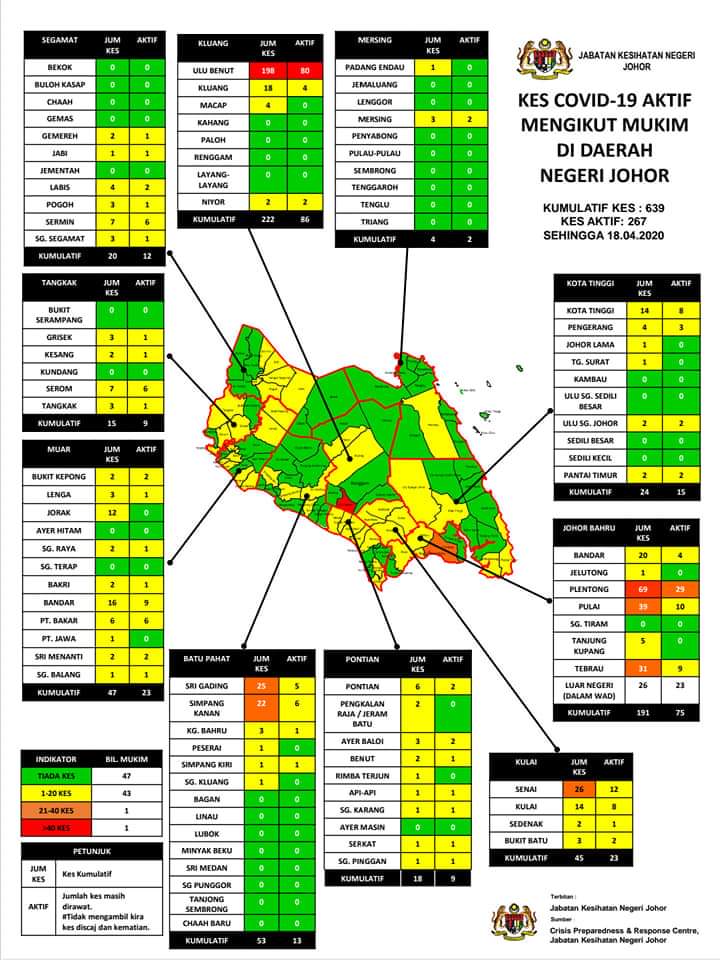 JABATAN KESIHATAN NEGERI
JOHOR
KES COVID-19 AKTIF
MENGIKUT MUKIM
DI DAERAH
NEGERI JOHOR
KUMULATIF KES : 639
KES AKTIF: 267
SEHINGGA 18.04.2020
SEGAMAT JUM KES AKTIF
BEKOK 0 0
BULOH KASAP 0 0
CHAAH 0 0
GEMAS 0 0
GEMEREH 2 1
JABI 1 1
JEMENTAH 0 0
LABIS 4 2
POGOH 3 1
SERMIN 7 6
SG. SEGAMAT 3 1
KUMULATIF 20 12
KLUANG JUM KES AKTIF
ULU BENUT 198 80
KLUANG 18 4
MACAP 4 0
KAHANG 0 0
PALOH 0 0
RENGGAM 0 0
LAYANG-LAYANG 0 0
NIYOR 2 2
KUMULATIF 222 86
MERSING JUM KES AKTIF
PADANG ENDAU 1 0
JEMALUANG 0 0
LENGGOR 0 0
MERSING 3 2
PENYABONG 0 0
PULAU-PULAU 0 0
SEMBRONG 0 0
TENGGAROH 0 0
TENGLU 0 0
TRIANG 0 0
KUMULATIF 4 2
TANGKAK JUM KES AKTIF
BUKIT SERAMPANG 0 0
GRISEK 3 1
KESANG 2 1
KUNDANG 0 0
SEROM 7 6
TANGKAK 3 1
KUMULATIF 15 9
KOTA TINGGI JUM KES AKTIF
KOTA TINGGI 14 8
PENGERANG 4 3
JOHOR LAMA 1 0
TG. SURAT 1 0
KAMBAU 0 0
ULU SG. SEDILI BESAR 0 0
ULU SG. JOHOR 2 2
SEDILI BESAR 0 0
SEDILI KECIL 0 0
PANTAI TIMUR 2 2
KUMULATIF 24 15
MUAR JUM KES AKTIF
BUKIT KEPONG 2 2
LENGA 3 1
JORAK 12 0
AYER HITAM 0 0
SG. RAYA 2 1
SG. TERAP 0 0
BAKRI 2 1
BANDAR 16 9
PT. BAKAR 6 6
PT. JAWA 1 0
SRI MENANTI 2 2
SG. BALANG 1 1
KUMULATIF 47 23
JOHOR BAHRU JUM KES AKTIF
BANDAR 20 4
JELUTONG 1 0
PLENTONG 69 29
PULAI 39 10
SG. TIRAM 0 0
TANJUNG KUPANG 5 0
TEBRAU 31 9
LUAR NEGERI (DALAM WAD) 26 23
KUMULATIF 191 75
BATU PAHAT JUM KES AKTIF
SRI GADING 25 5
SIMPANG KANAN 22 6
KG. BAHRU 3 1
PESERAI 1 0
SIMPANG KIRI 1 1
SG. KLUANG 1 0
BAGAN 0 0
LINAU 0 0
LUBOK 0 0
MINYAK BEKU 0 0
SRI MEDAN 0 0
SG PUNGGOR 0 0
TANJONG SEMBRONG 0 0
CHAAH BARU 0 0
KUMULATIF 53 13
PONTIAN JUM KES AKTIF
PONTIAN 6 2
PENGKALAN RAJA / JERAM BATU 2 0
AYER BALOI 3 2
BENUT 2 1
RIMBA TERJUN 1 0
API-API 1 1
SG. KARANG 1 1
AYER MASIN 0 0
SERKAT 1 1
SG. PINGGAN 1 1
KUMULATIF 18 9
KULAI JUM KES AKTIF
SENAI 26 12
KULAI 14 8
SEDENAK 2 1
BUKIT BATU 3 2
KUMULATIF 45 23
INDIKATOR BIL. MUKIM
TIADA KES 47
1-20 KES 43
21-40 KES 1
>40 KES 1
PETUNJUK
JUM KES Kes Kumulatif
AKTIF Jumlah kes masih dirawat.
#Tidak mengambil kira kes discaj dan kematian.
Terbitan :
Jabatan Kesihatan Negeri Johor
Sumber
Crisis Preparedness & Response Centre,
Jabatan Kesihatan Negeri Johor